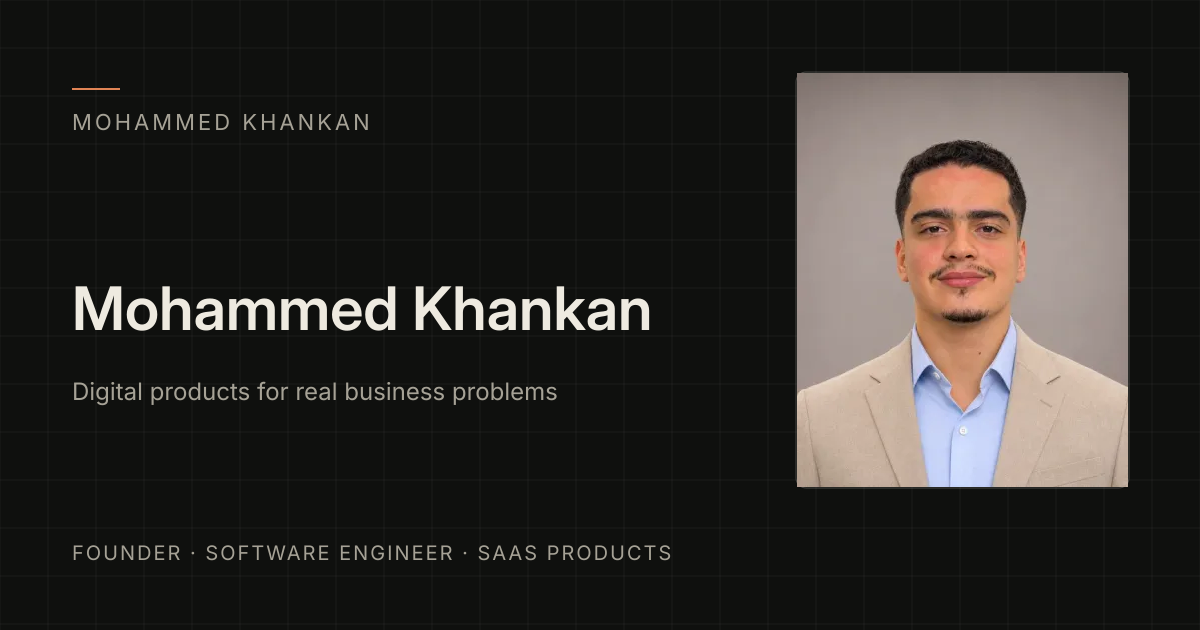 MOHAMMED KHANKAN
Mohammed Khankan
Digital products for real business problems
FOUNDER · SOFTWARE ENGINEER · SAAS PRODUCTS